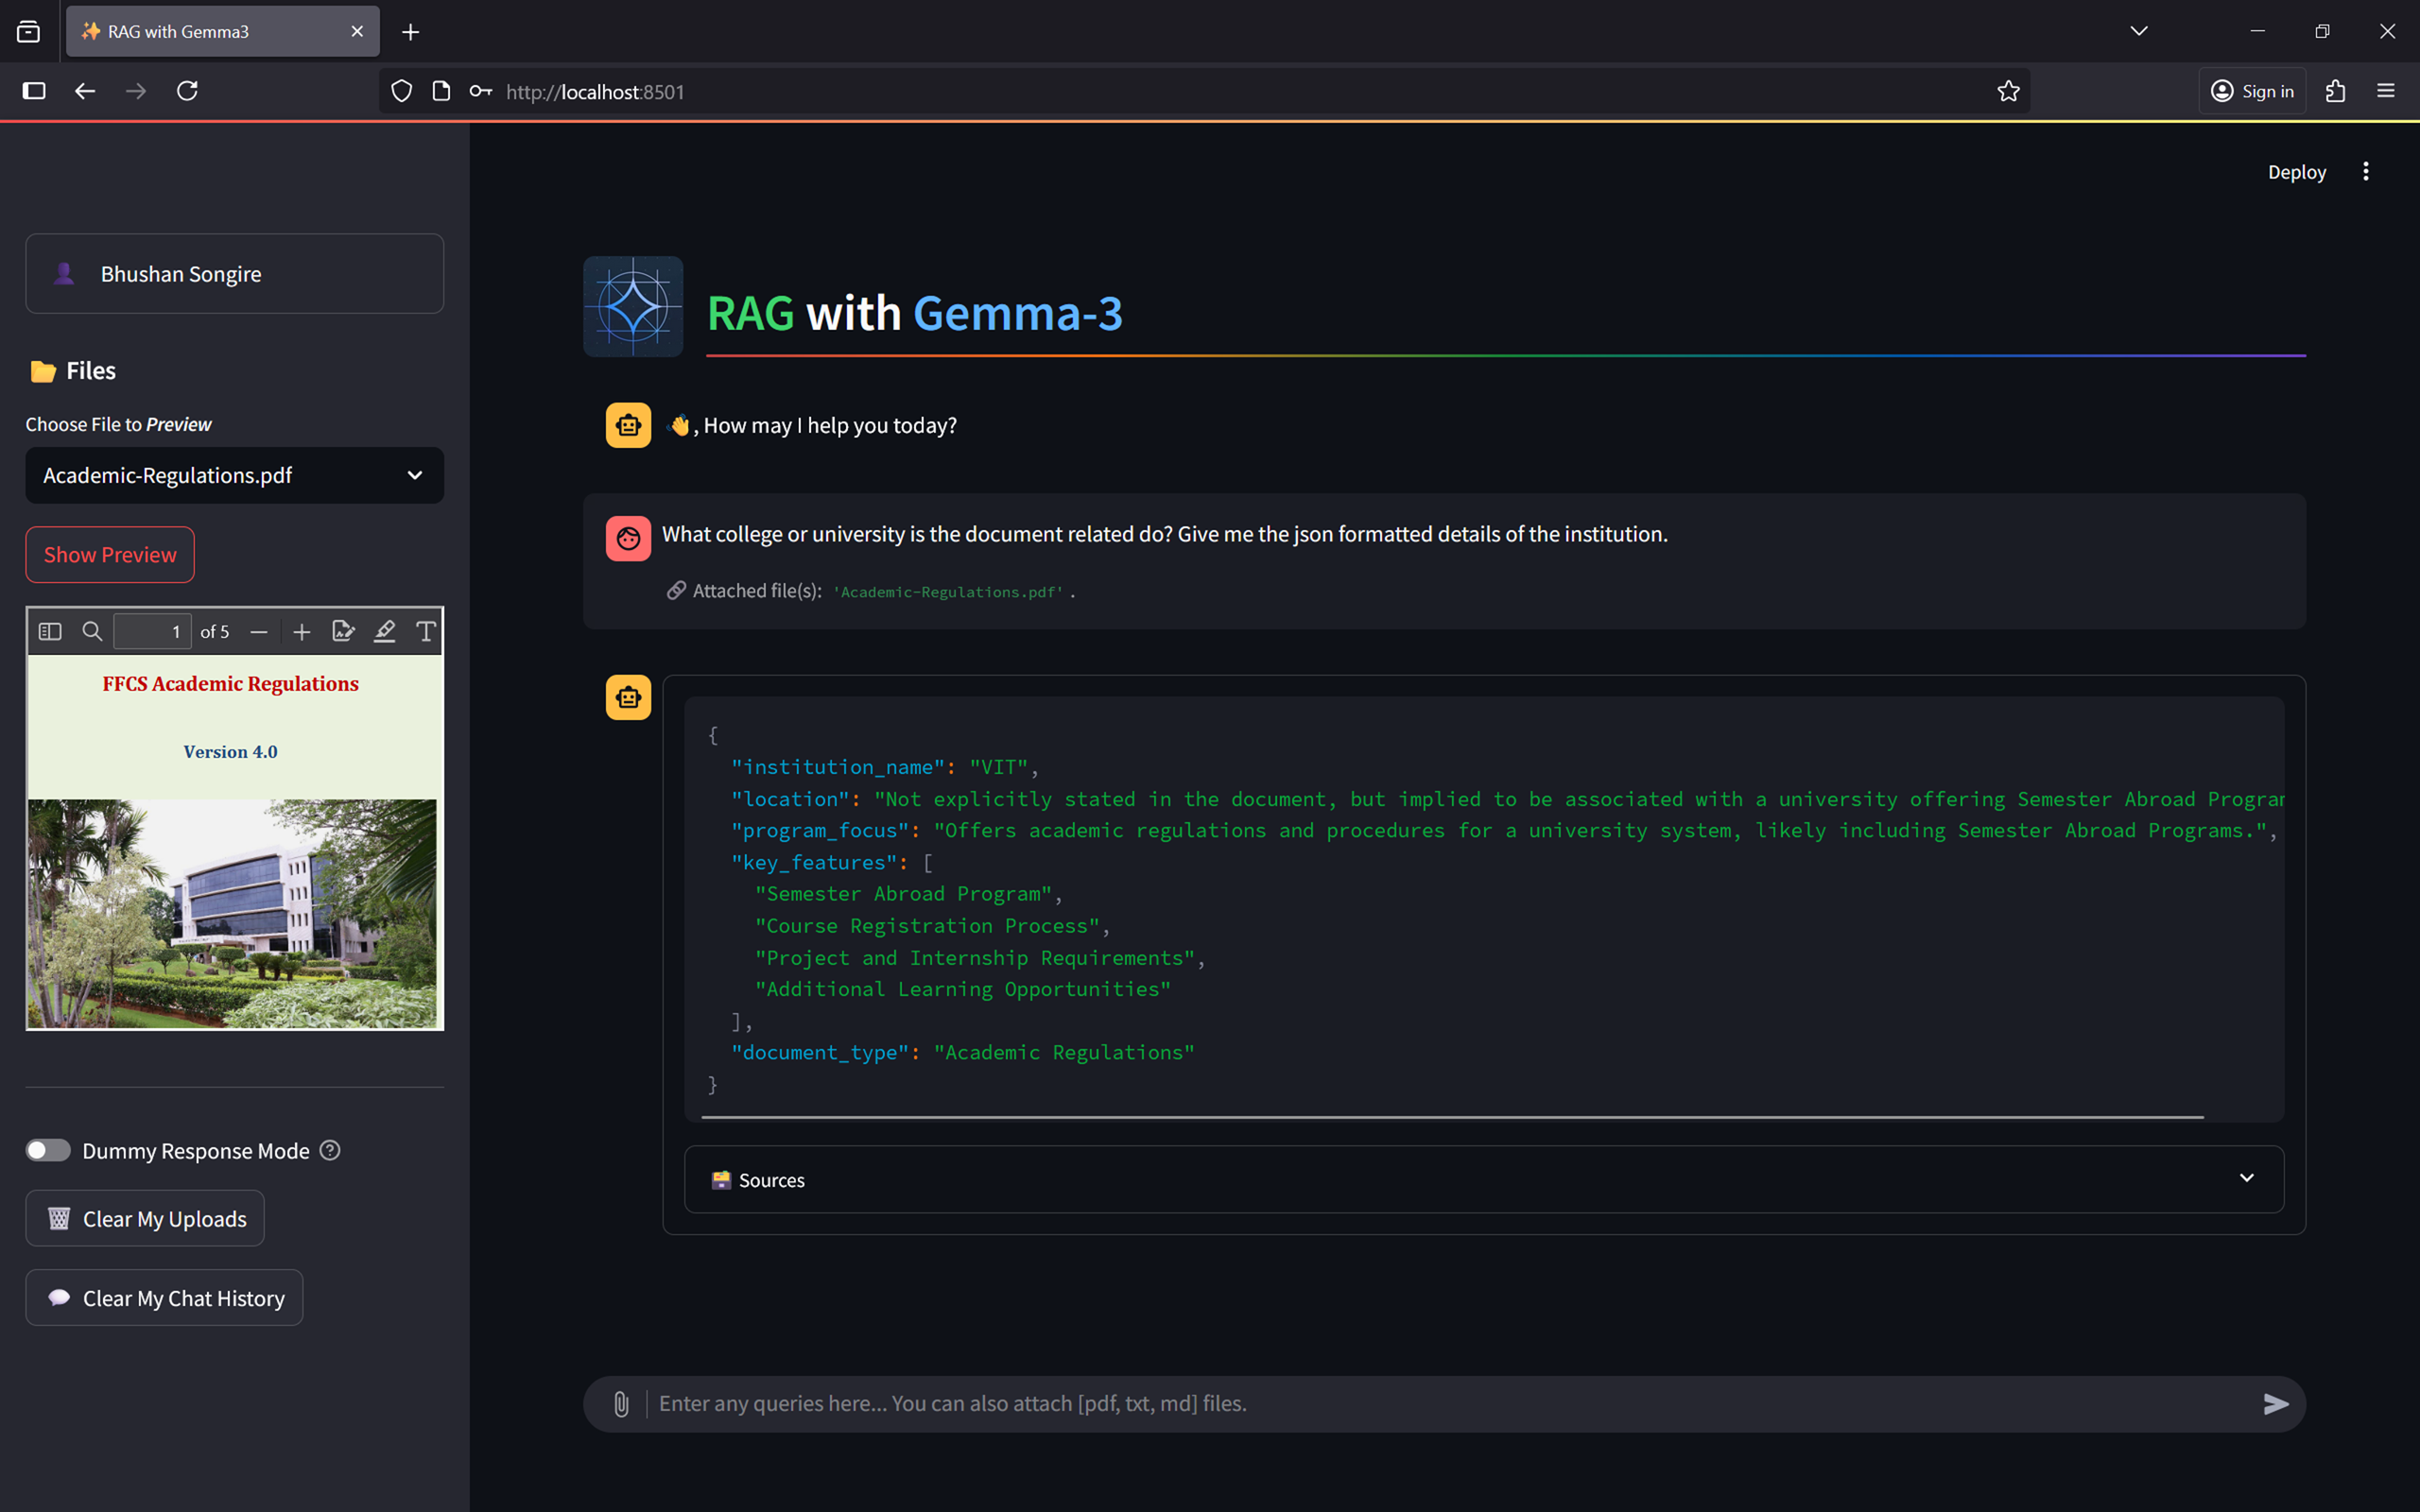 RAG with Gemma3
http://localhost:8501
Sign in
Deploy
Bhushan Songire
Files
Choose File to Preview
Academic-Regulations.pdf
Show Preview
1 of 5
FFCS Academic Regulations
Version 4.0
Dummy Response Mode
Clear My Uploads
Clear My Chat History
RAG with Gemma-3
, How may I help you today?
What college or university is the document related do? Give me the json formatted details of the institution.
Attached file(s): 'Academic-Regulations.pdf' .
{
"institution_name": "VIT",
"location": "Not explicitly stated in the document, but implied to be associated with a university offering Semester Abroad Program
"program_focus": "Offers academic regulations and procedures for a university system, likely including Semester Abroad Programs.",
"key_features": [
"Semester Abroad Program",
"Course Registration Process",
"Project and Internship Requirements",
"Additional Learning Opportunities"
],
"document_type": "Academic Regulations"
}
Sources
Enter any queries here... You can also attach [pdf, txt, md] files.